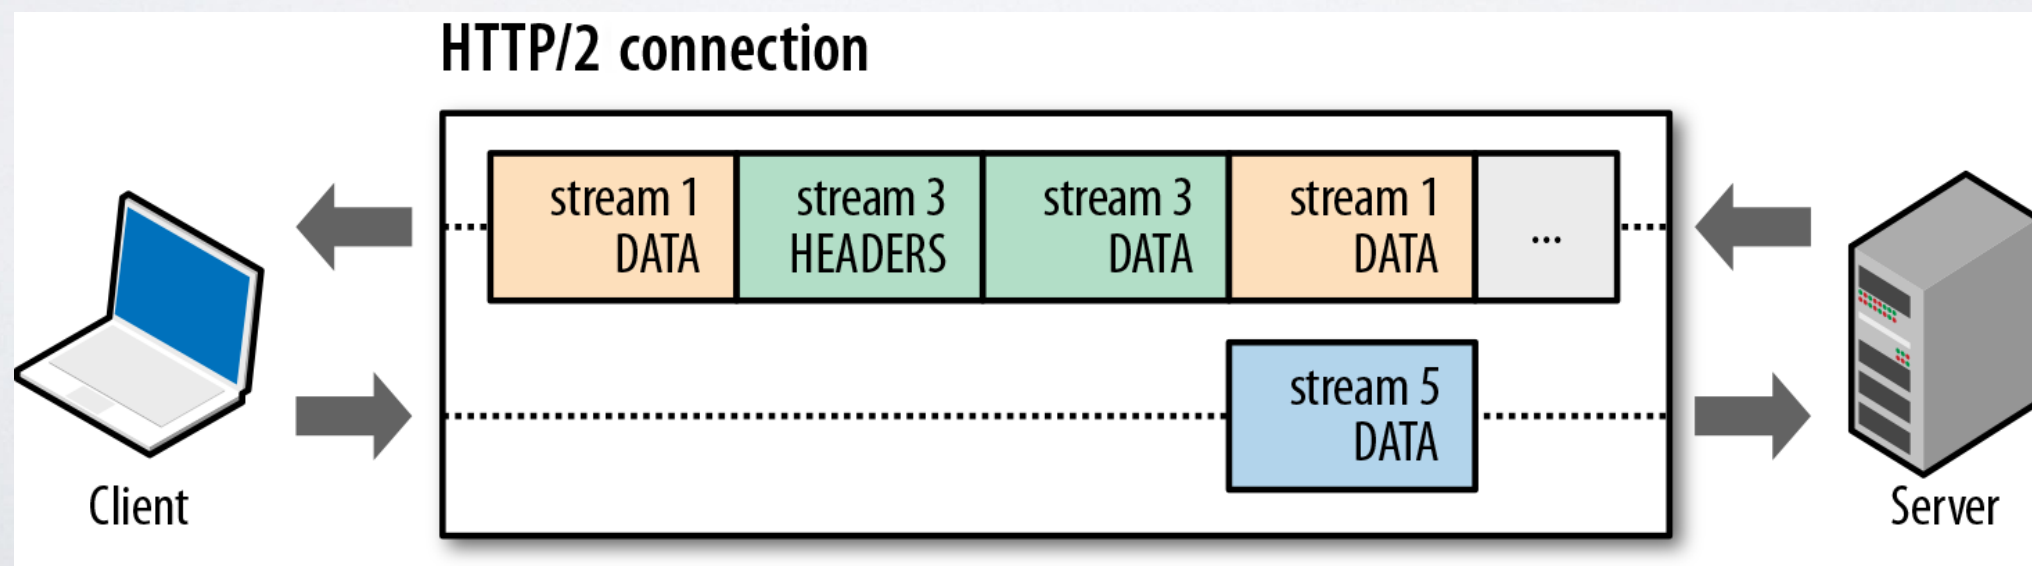 HTTP/2 connection
stream 1
DATA
stream 3
HEADERS
stream 3
DATA
stream 1
DATA
...
stream 5
DATA
Client
Server